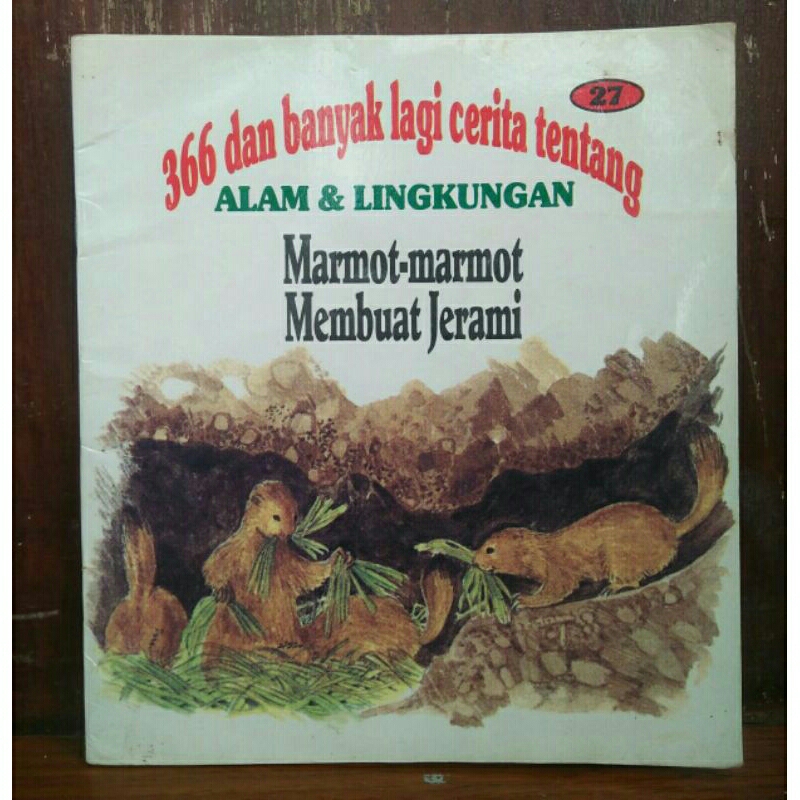 27
366 dan banyak lagi cerita tentang
ALAM & LINGKUNGAN
Marmot-marmot
Membuat Jerami